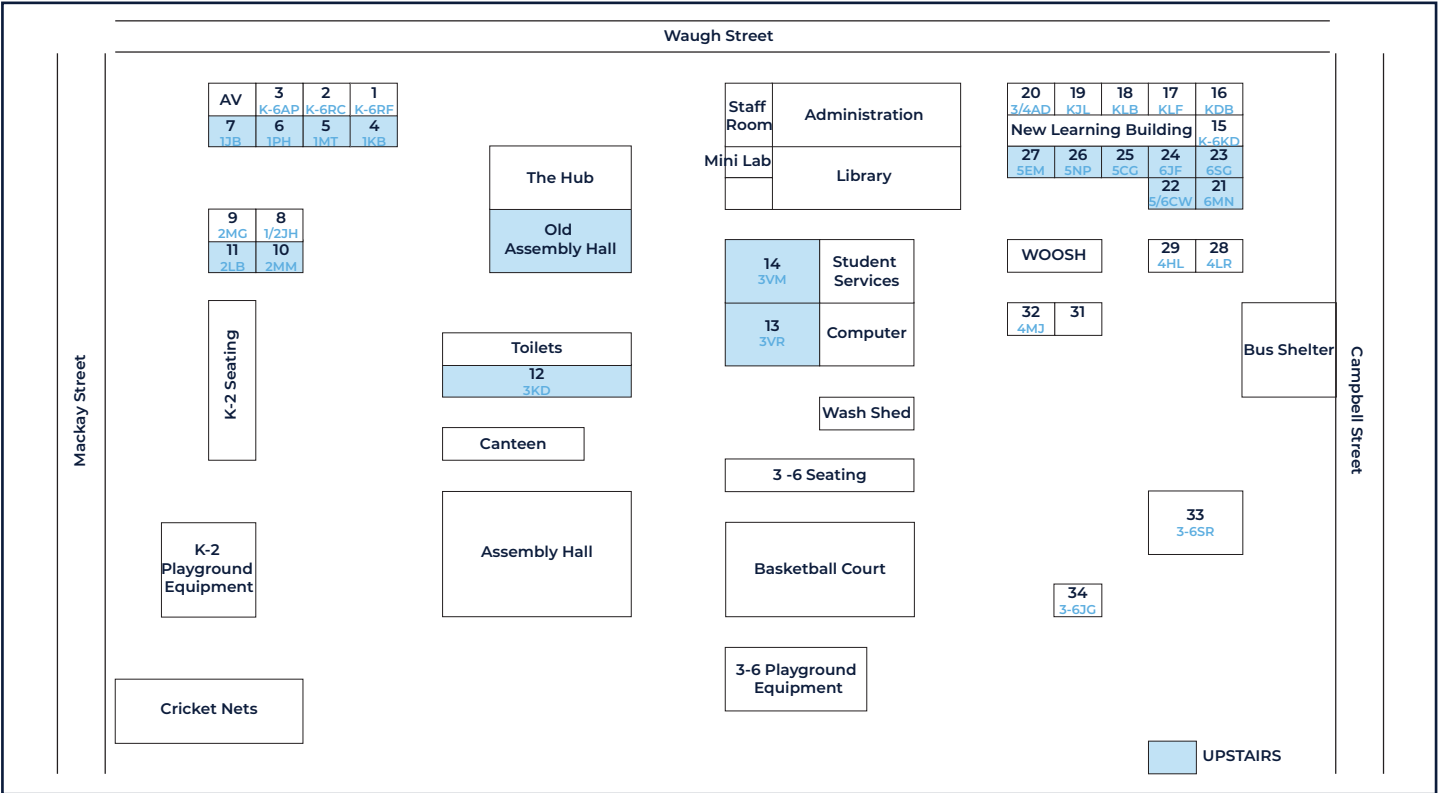 Waugh Street
Mackay Street
Campbell Street
AV
3
K-6AP
2
K-6RC
1
K-6RF
7
1JB
6
1PH
5
1MT
4
1KB
9
2MG
8
1/2JH
11
2LB
10
2MM
K-2 Seating
K-2
Playground
Equipment
Cricket Nets
The Hub
Old
Assembly Hall
Toilets
12
3KD
Canteen
Assembly Hall
Staff
Room
Administration
Mini Lab
Library
14
3VM
Student
Services
13
3VR
Computer
Wash Shed
3 -6 Seating
Basketball Court
3-6 Playground
Equipment
20
3/4AD
19
KJL
18
KLB
17
KLF
16
KDB
New Learning Building
15
K-6KD
27
5EM
26
5NP
25
5CG
24
6JF
23
6SG
22
5/6CW
21
6MN
WOOSH
29
4HL
28
4LR
32
4MJ
31
Bus Shelter
33
3-6SR
34
3-6JG
UPSTAIRS